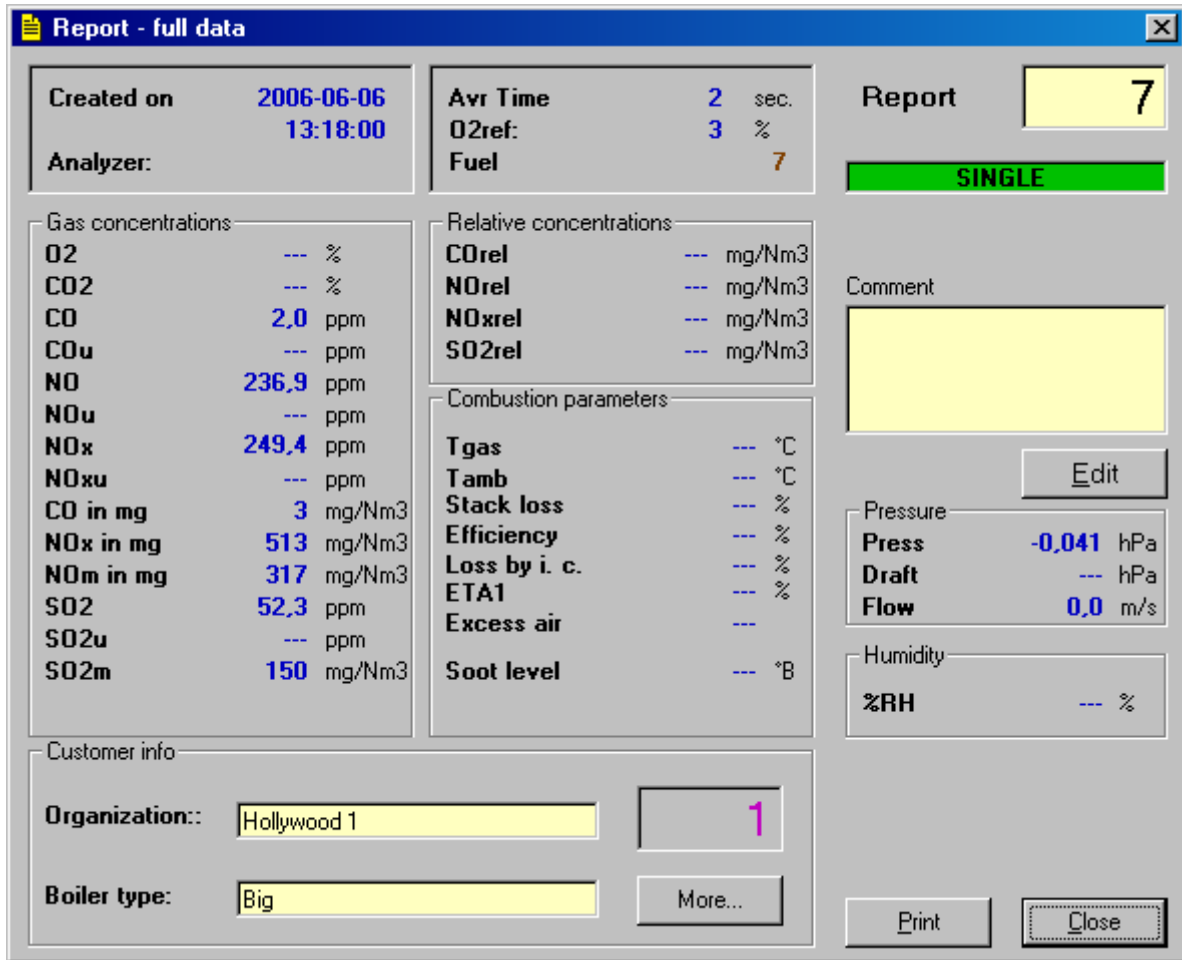 Report - full data
Created on 2006-06-06
13:18:00
Analyzer:
Avr Time 2 sec.
O2ref: 3 %
Fuel 7
Report 7
SINGLE
Gas concentrations
O2 --- %
CO2 --- %
CO 2,0 ppm
COu --- ppm
NO 236,9 ppm
NOu --- ppm
NOx 249,4 ppm
NOxu --- ppm
CO in mg 3 mg/Nm3
NOx in mg 513 mg/Nm3
NOm in mg 317 mg/Nm3
SO2 52,3 ppm
SO2u --- ppm
SO2m 150 mg/Nm3
Relative concentrations
COrel --- mg/Nm3
NOrel --- mg/Nm3
NOxrel --- mg/Nm3
SO2rel --- mg/Nm3
Combustion parameters
Tgas --- °C
Tamb --- °C
Stack loss --- %
Efficiency --- %
Loss by i. c. --- %
ETA1 --- %
Excess air ---
Soot level --- °B
Comment
Edit
Pressure
Press -0,041 hPa
Draft --- hPa
Flow 0,0 m/s
Humidity
%RH --- %
Customer info
Organization:: Hollywood 1
1
Boiler type: Big
More...
Print
Close